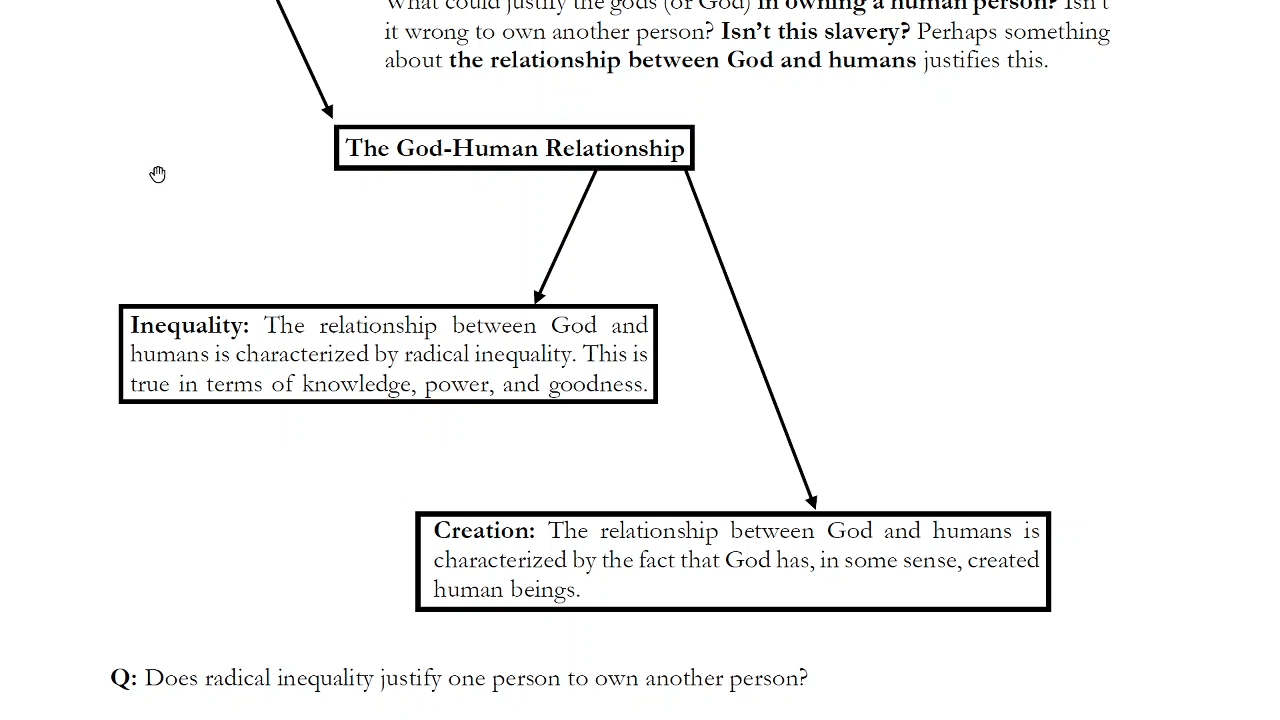 What could justify the gods (or God) in owning a human person? Isn't
it wrong to own another person? Isn't this slavery? Perhaps something
about the relationship between God and humans justifies this.
The God-Human Relationship
Inequality: The relationship between God and
humans is characterized by radical inequality. This is
true in terms of knowledge, power, and goodness.
Creation: The relationship between God and humans is
characterized by the fact that God has, in some sense, created
human beings.
Q: Does radical inequality justify one person to own another person?